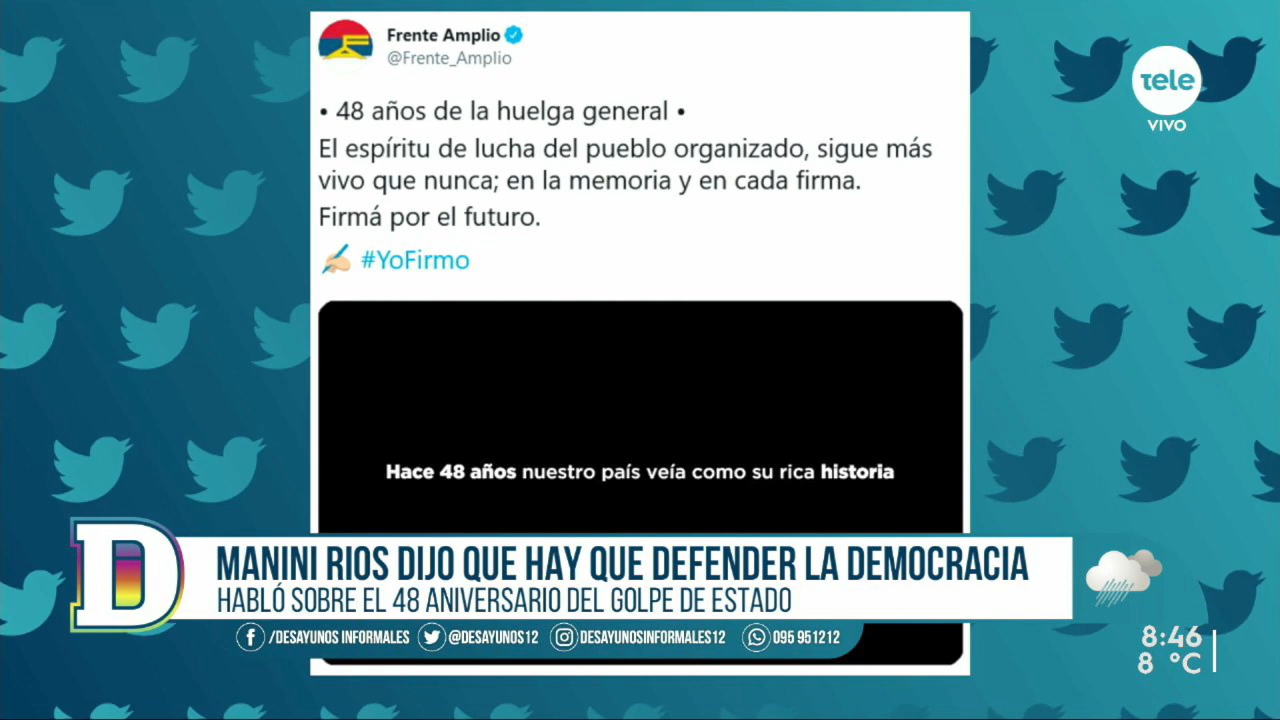 Frente Amplio
@Frente_Amplio
• 48 años de la huelga general •
El espíritu de lucha del pueblo organizado, sigue más
vivo que nunca; en la memoria y en cada firma.
Firmá por el futuro.
#YoFirmo
Hace 48 años nuestro país veía como su rica historia
tele
VIVO
D
MANINI RIOS DIJO QUE HAY QUE DEFENDER LA DEMOCRACIA
HABLÓ SOBRE EL 48 ANIVERSARIO DEL GOLPE DE ESTADO
/DESAYUNOS INFORMALES @DESAYUNOS12 DESAYUNOSINFORMALES12 095 951212
8:46
8 °C